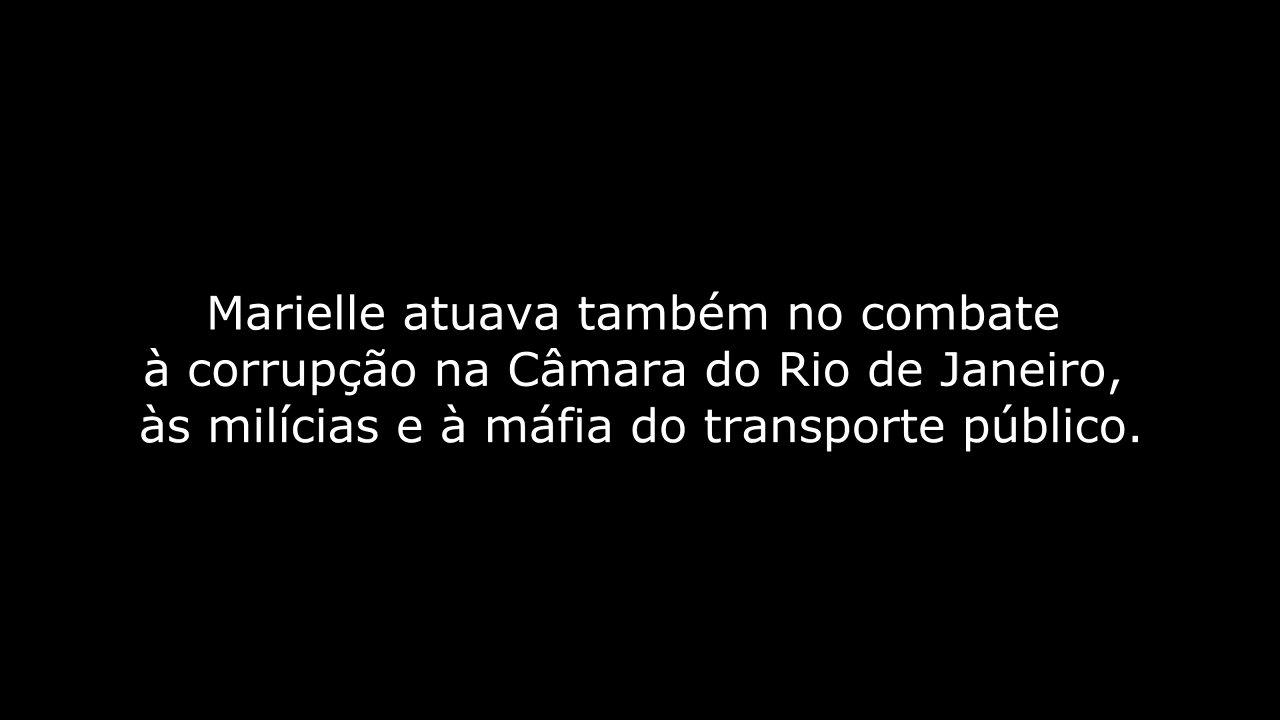 Marielle atuava também no combate
à corrupção na Câmara do Rio de Janeiro,
às milícias e à máfia do transporte público.